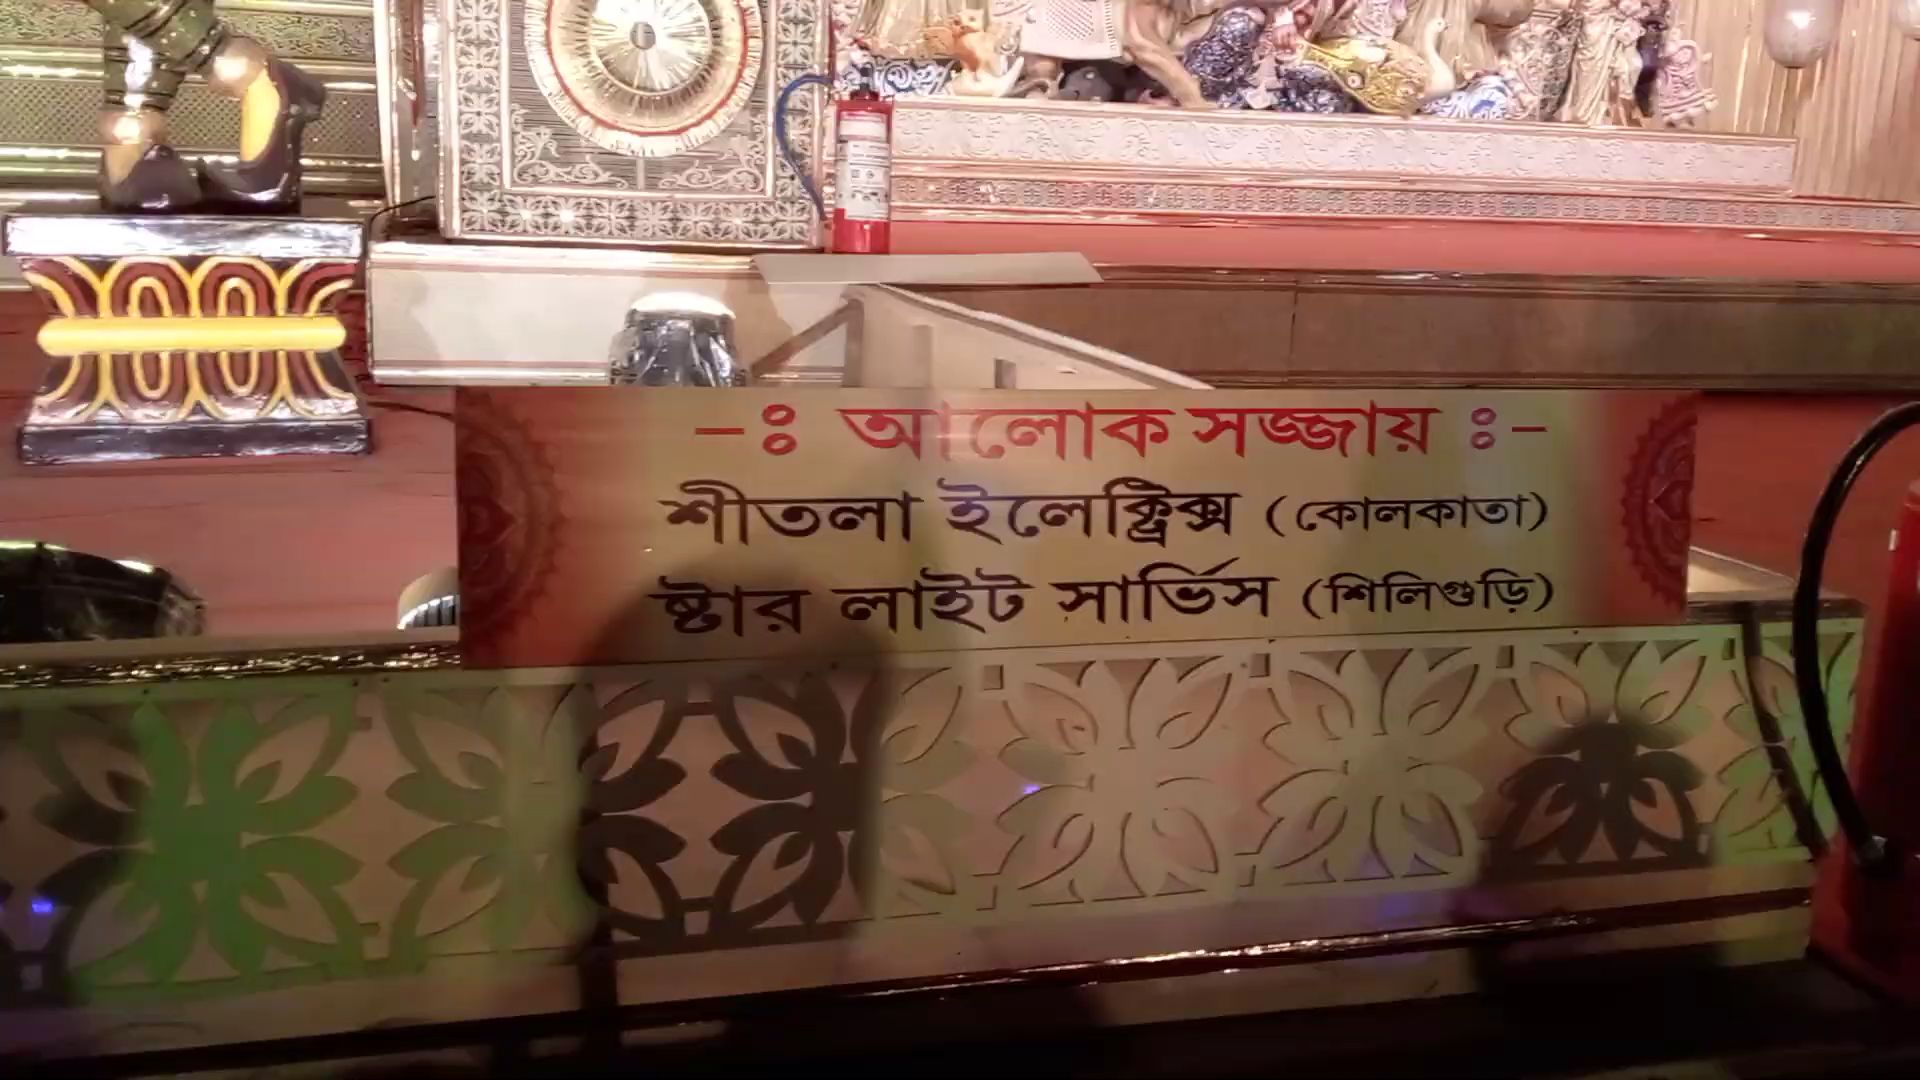 -ঃ আলোক সজ্জায় ঃ-
শীতলা ইলেক্ট্রিক্স (কোলকাতা)
ষ্টার লাইট সার্ভিস (শিলিগুড়ি)